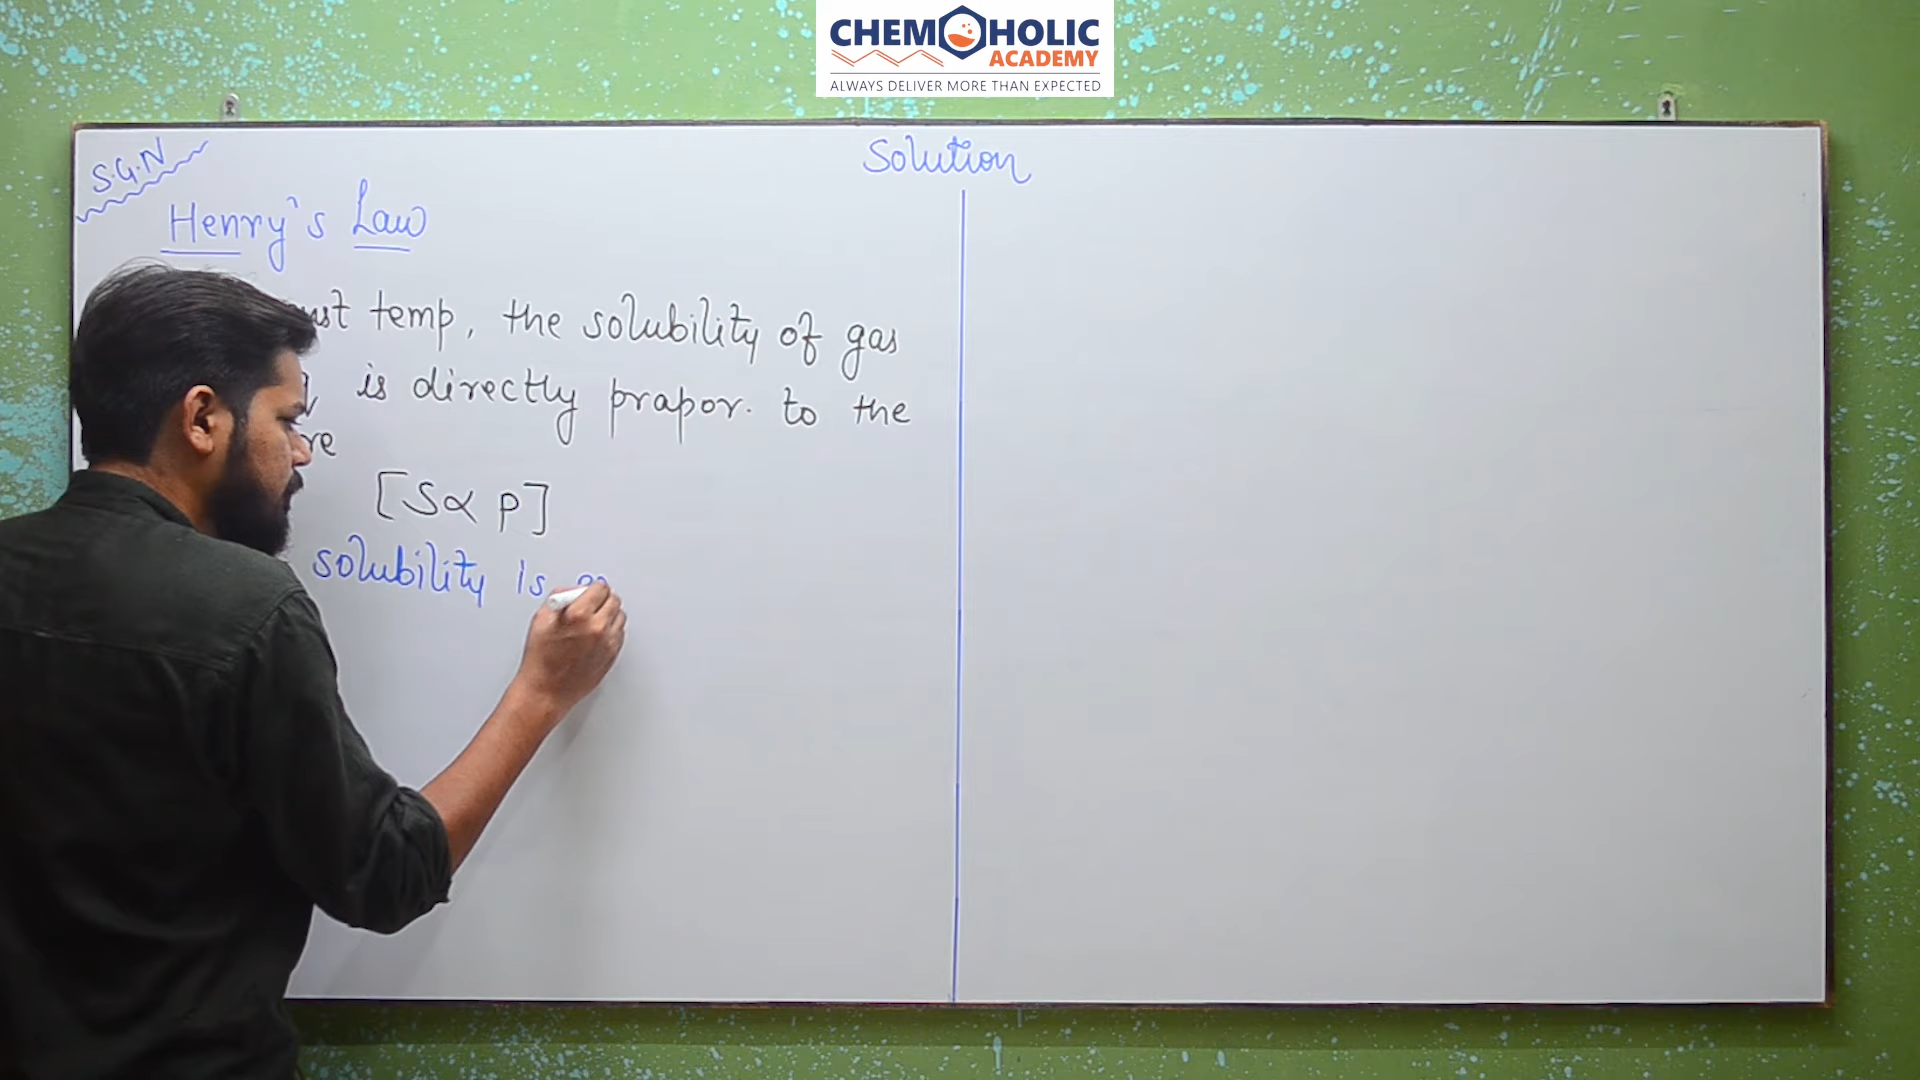 CHEMOHOLIC
ACADEMY
ALWAYS DELIVER MORE THAN EXPECTED
Solution
S.G.N
Henry's Law
temp, the solubility of gas
is directly prapor. to the
[S∝ p]
solubility is